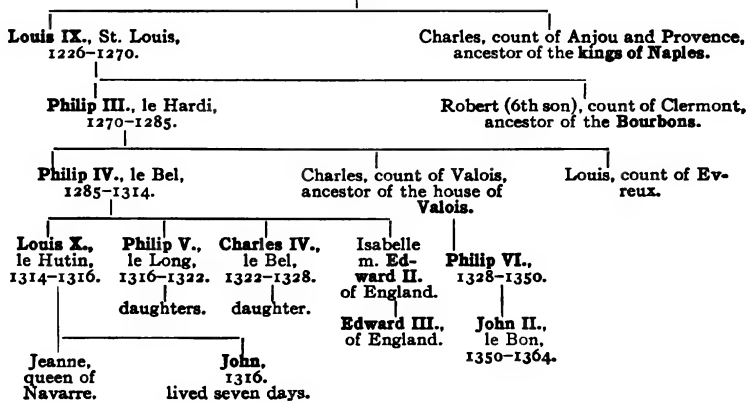 Louis IX., St. Louis,
1226–1270.
Charles, count of Anjou and Provence,
ancestor of the kings of Naples.
Philip III., le Hardi,
1270–1285.
Robert (6th son), count of Clermont,
ancestor of the Bourbons.
Philip IV., le Bel,
1285–1314.
Charles, count of Valois,
ancestor of the house of
Valois.
Louis, count of Ev-
reux.
Louis X.,
le Hutin,
1314–1316.
Philip V.,
le Long,
1316–1322.
daughters.
Charles IV.,
le Bel,
1322–1328.
daughter.
Isabelle
m. Ed-
ward II.
of England.
Edward III.,
of England.
Philip VI.,
1328–1350.
John II.,
le Bon,
1350–1364.
Jeanne,
queen of
Navarre.
John,
1316.
lived seven days.